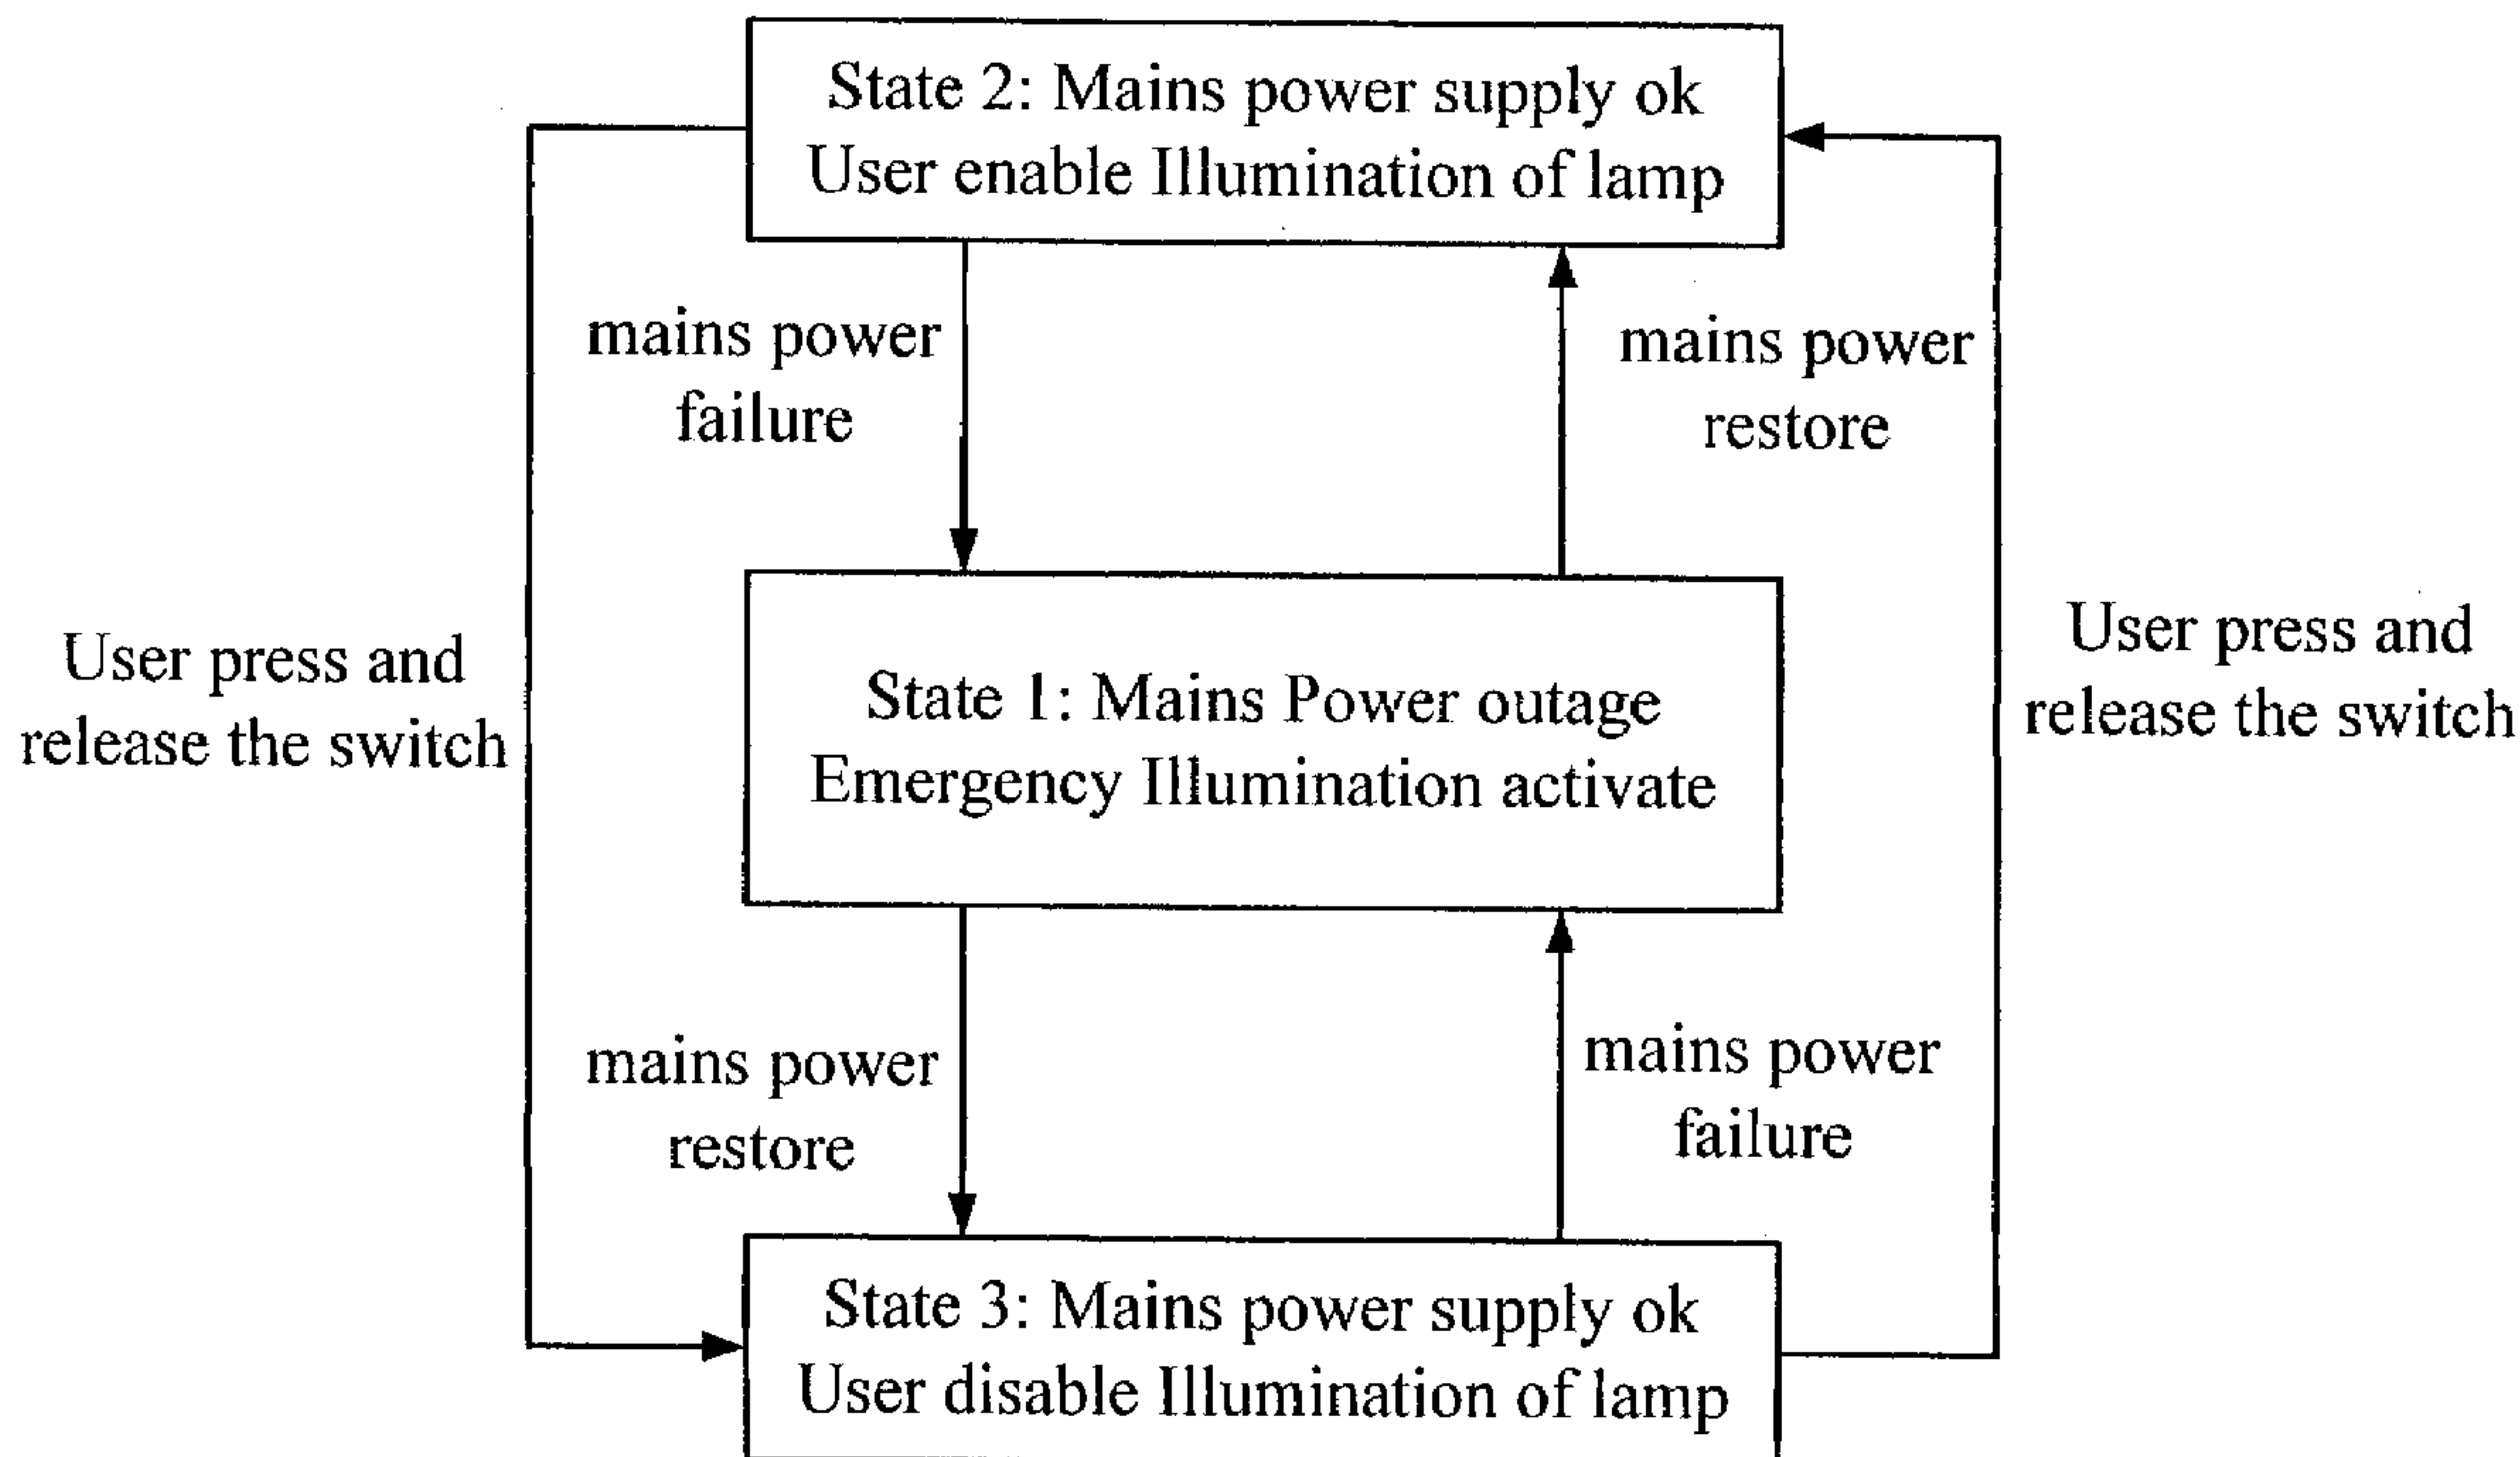 State 2: Mains power supply ok
User enable Illumination of lamp
mains power
failure
mains power
restore
User press and
release the switch
State 1: Mains Power outage
Emergency Illumination activate
User press and
release the switch
mains power
restore
mains power
failure
State 3: Mains power supply ok
User disable Illumination of lamp